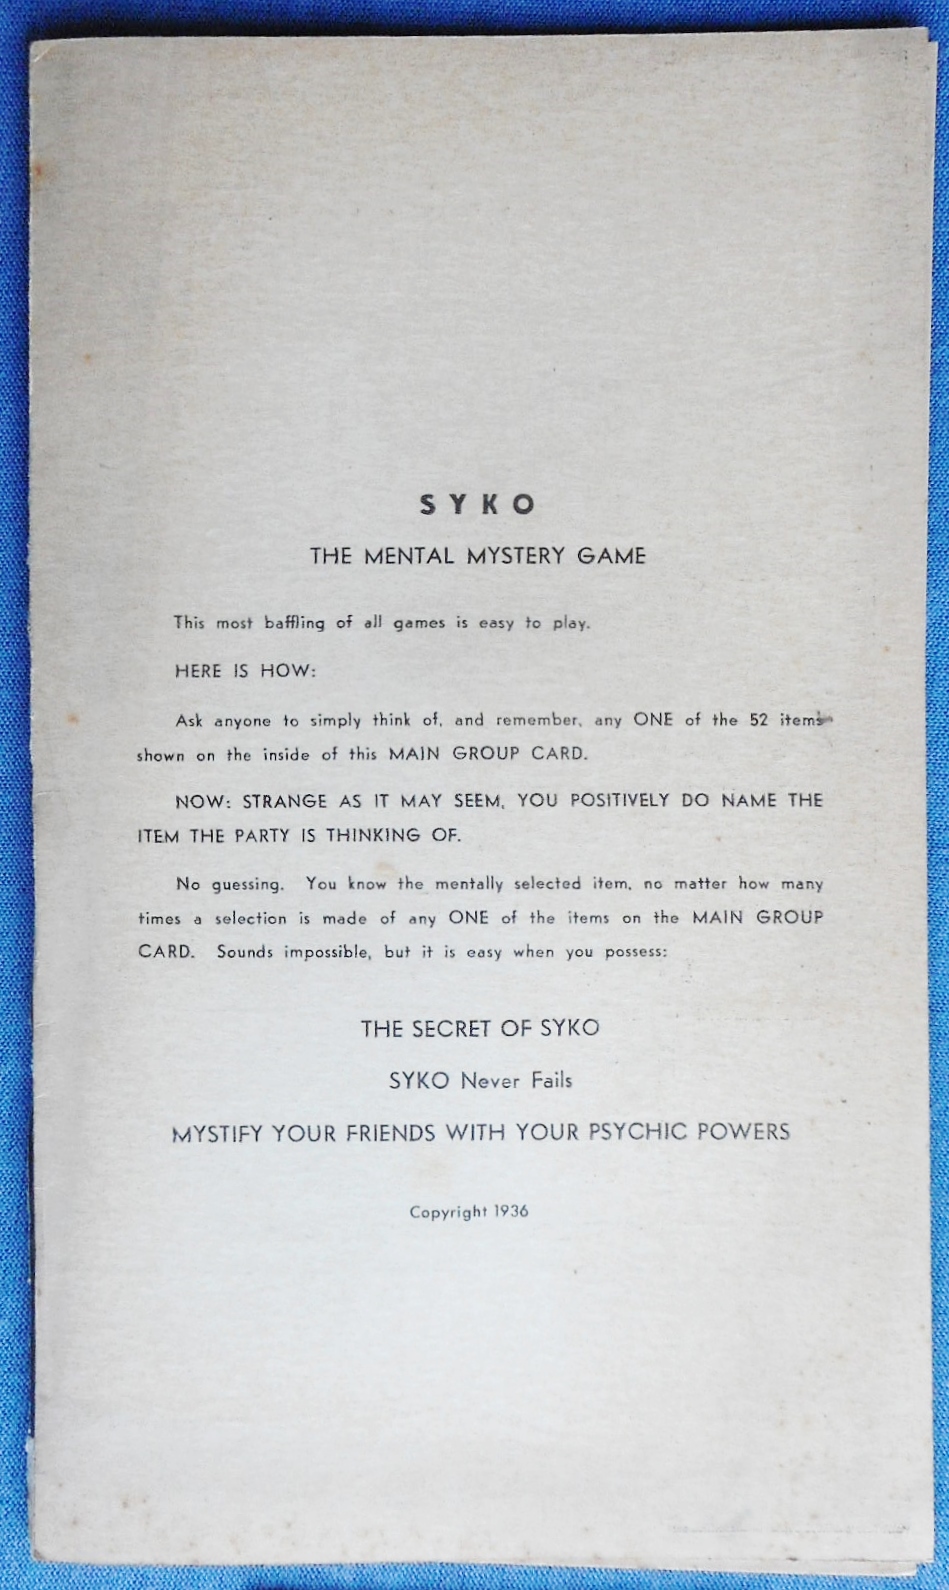 SYKO
THE MENTAL MYSTERY GAME
This most baffling of all games is easy to play.
HERE IS HOW:
Ask anyone to simply think of, and remember, any ONE of the 52 items
shown on the inside of this MAIN GROUP CARD.
NOW: STRANGE AS IT MAY SEEM, YOU POSITIVELY DO NAME THE
ITEM THE PARTY IS THINKING OF.
No guessing. You know the mentally selected item, no matter how many
times a selection is made of any ONE of the items on the MAIN GROUP
CARD. Sounds impossible, but it is easy when you possess:
THE SECRET OF SYKO
SYKO Never Fails
MYSTIFY YOUR FRIENDS WITH YOUR PSYCHIC POWERS
Copyright 1936